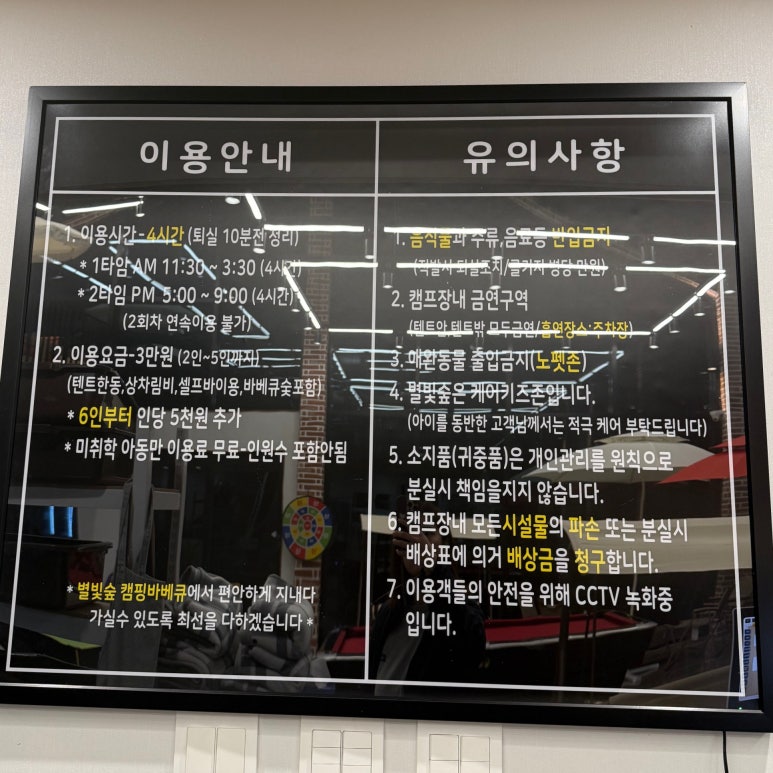 이용안내
1. 이용시간-4시간 (퇴실 10분전 정리)
* 1타임 AM 11:30 ~ 3:30 (4시간)
* 2타임 PM 5:00 ~ 9:00 (4시간)
(2회차 연속이용 불가)
2. 이용요금-3만원 (2인~5인까지)
(텐트한동,상차림비,셀프바이용,바베큐숯포함)
* 6인부터 인당 5천원 추가
* 미취학 아동만 이용료 무료-인원수 포함안됨
* 별빛숲 캠핑바베큐에서 편안하게 지내다
가실수 있도록 최선을 다하겠습니다 *
유의사항
1. 음식물과 주류,음료등 반입금지
(적발시 퇴실조치/콜키지 병당 만원)
2. 캠프장내 금연구역
(텐트안,텐트밖 모두금연/흡연장소:주차장)
3. 애완동물 출입금지(노펫존)
4. 별빛숲은 케어키즈존입니다.
(아이를 동반한 고객님께서는 적극 케어 부탁드립니다)
5. 소지품(귀중품)은 개인관리를 원칙으로
분실시 책임을지지 않습니다.
6. 캠프장내 모든시설물의 파손 또는 분실시
배상표에 의거 배상금을 청구합니다.
7. 이용객들의 안전을 위해 CCTV 녹화중
입니다.